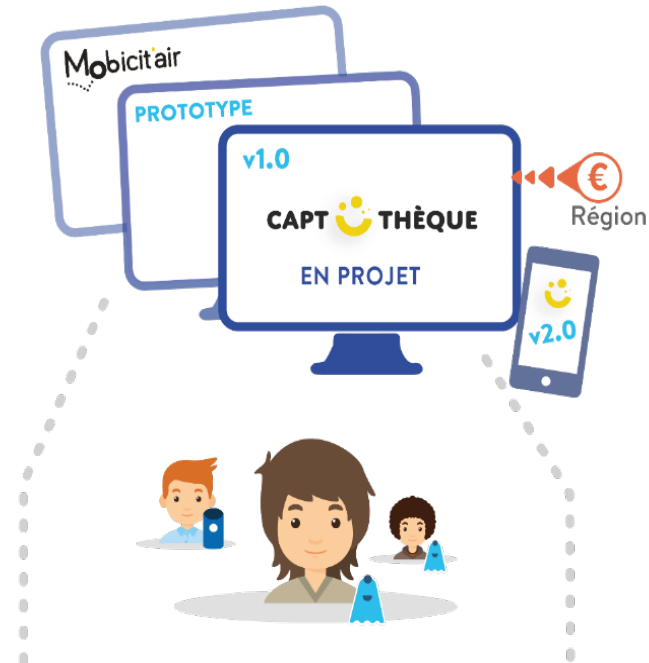 Mobicit'air
PROTOTYPE
v1.0
CAPT THÈQUE
EN PROJET
€
Région
v2.0